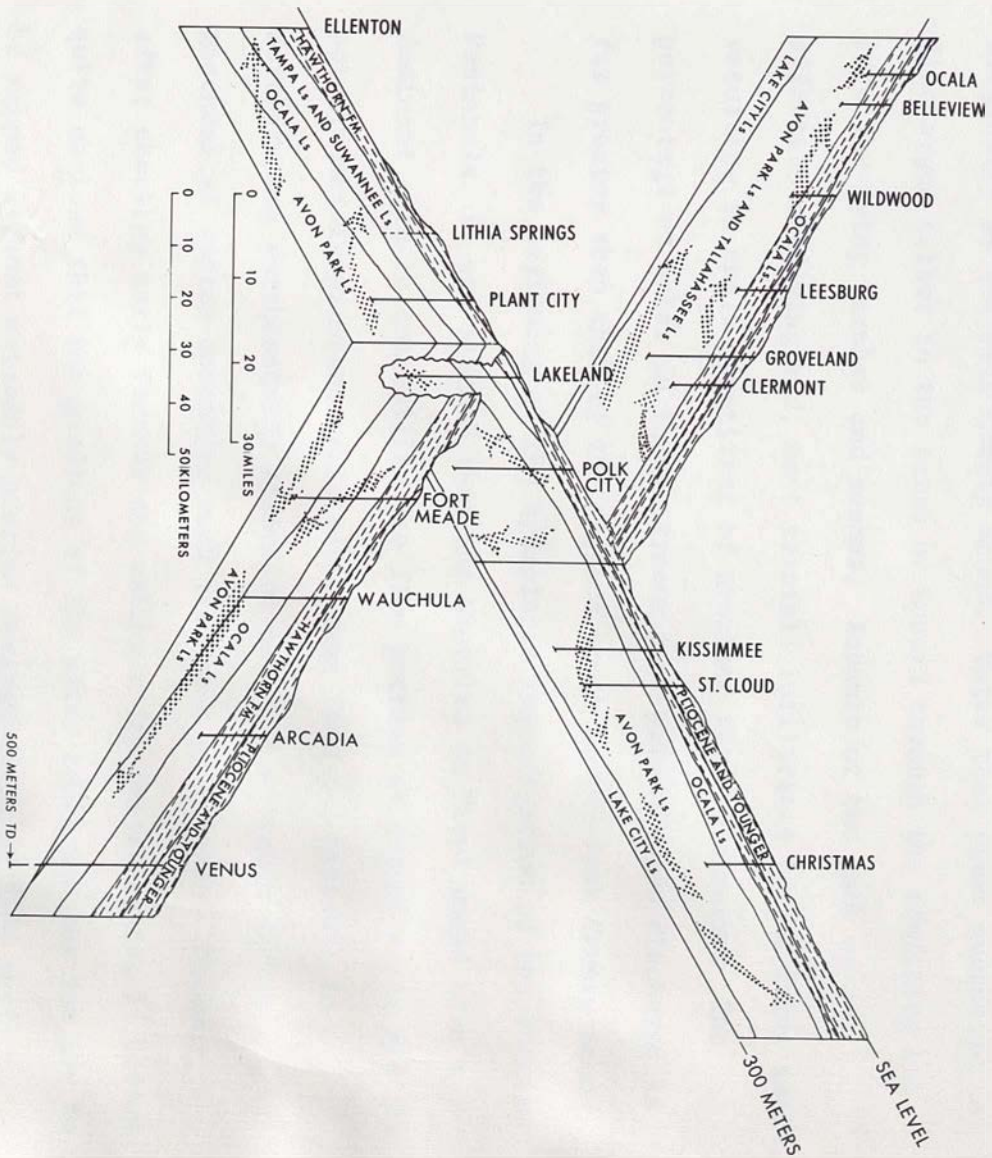 ELLENTON
HAWTHORN FM.
TAMPA Ls AND SUWANNEE Ls
OCALA Ls
AVON PARK Ls
LITHIA SPRINGS
PLANT CITY
LAKELAND
LAKE CITY Ls
AVON PARK Ls AND TALLAHASSEE Ls
OCALA Ls
OCALA
BELLEVIEW
WILDWOOD
LEESBURG
GROVELAND
CLERMONT
POLK
CITY
KISSIMMEE
ST. CLOUD
PLIOCENE AND YOUNGER
AVON PARK Ls
OCALA Ls
LAKE CITY Ls
CHRISTMAS
SEA LEVEL
300 METERS
FORT
MEADE
WAUCHULA
AVON PARK Ls
OCALA Ls
HAWTHORN FM.
PLIOCENE AND YOUNGER
ARCADIA
VENUS
500 METERS TD
0 10 20 30 MILES
0 10 20 30 40 50 KILOMETERS